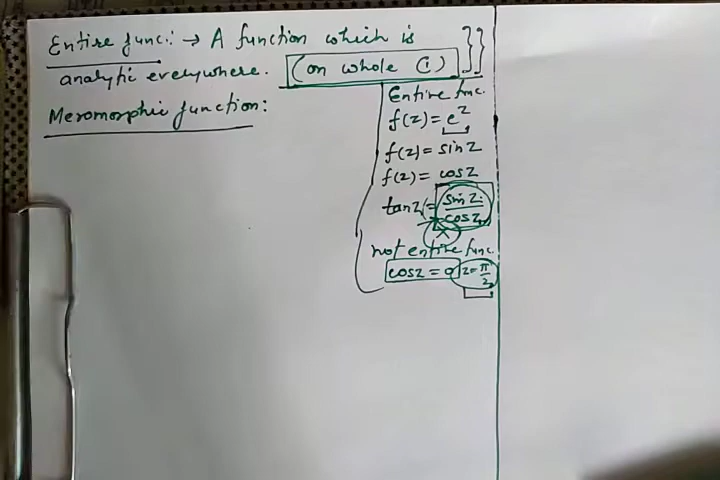 Entire func: → A function which is
analytic everywhere. (on whole ℂ)
Meromorphic function:
Entire func.
f(z) = e^z
f(z) = sin z
f(z) = cos z
tan z = sin z / cos z
×
not entire func.
cos z = 0 z = π/2